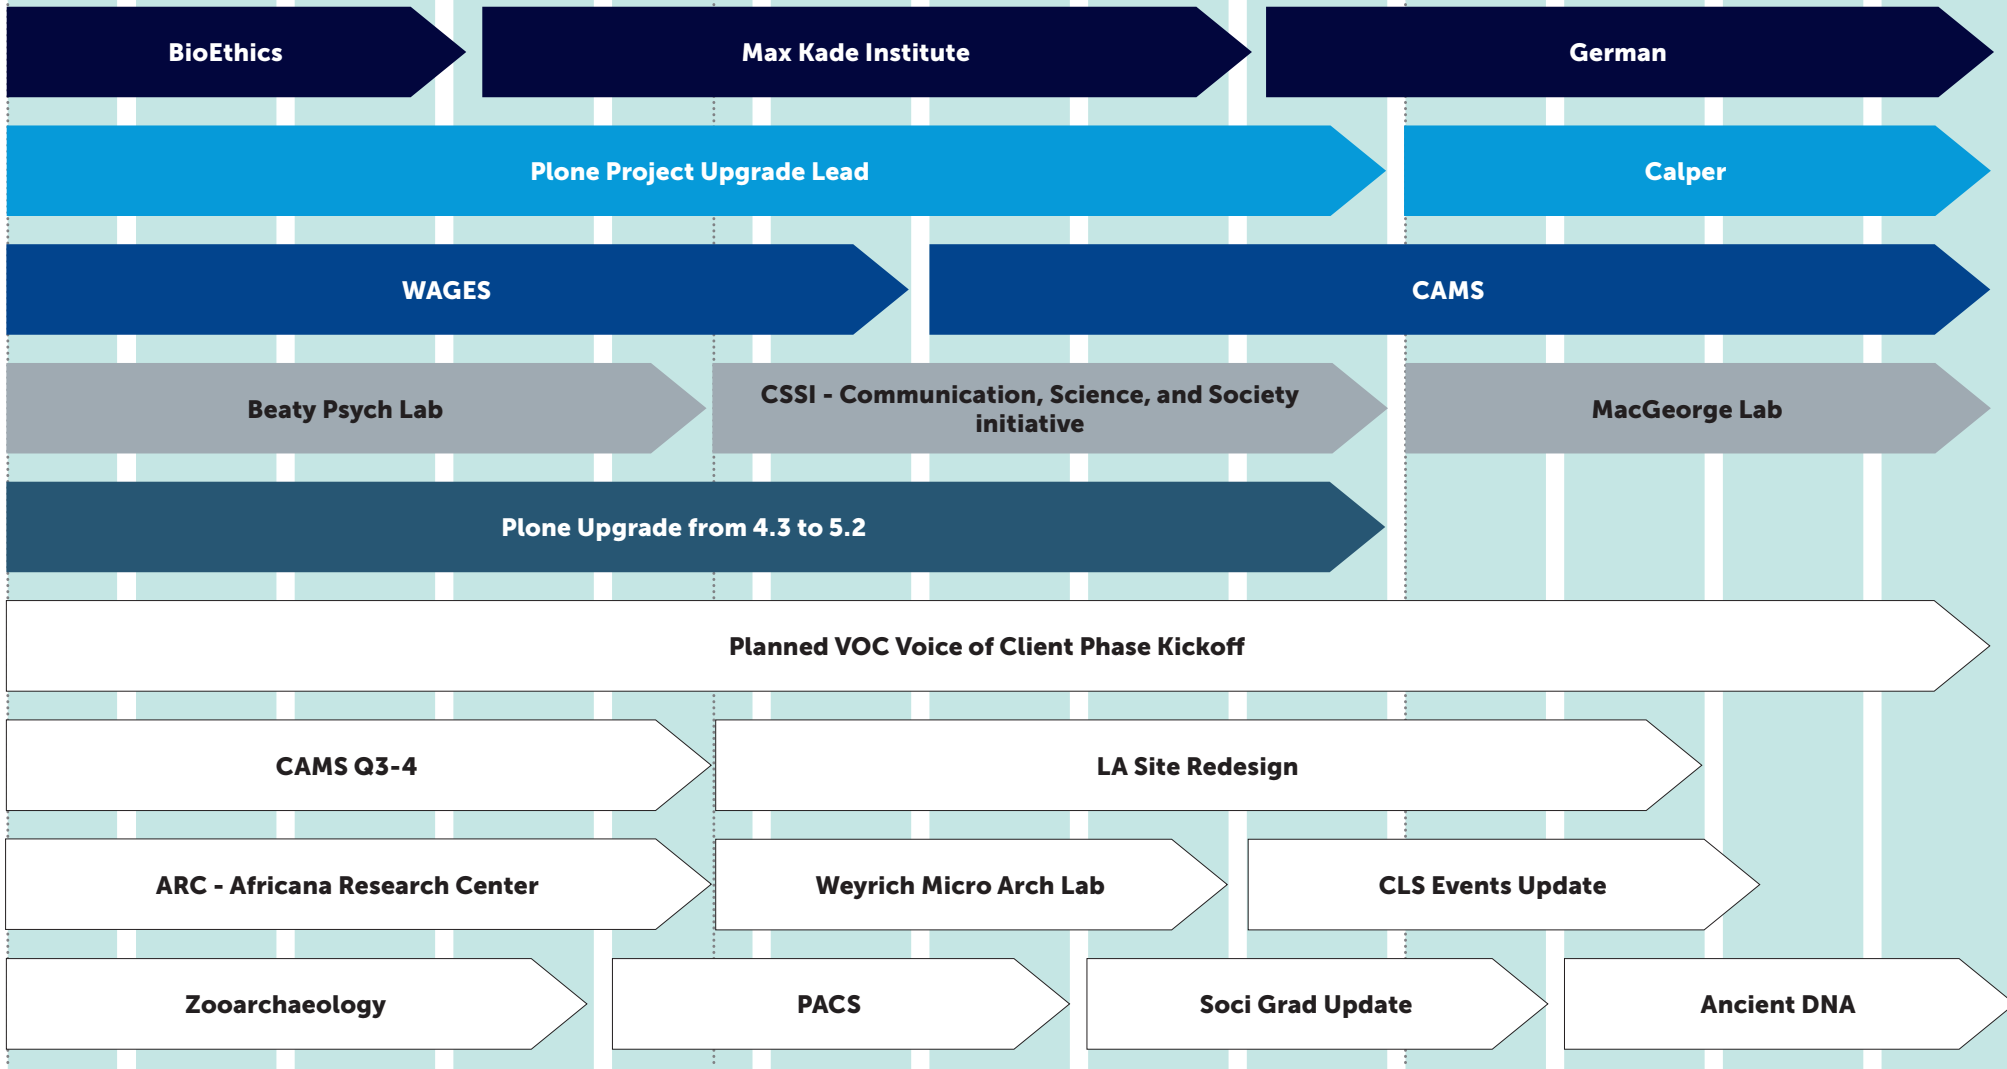 BioEthics
Max Kade Institute
German
Plone Project Upgrade Lead
Calper
WAGES
CAMS
Beaty Psych Lab
CSSI - Communication, Science, and Society
initiative
MacGeorge Lab
Plone Upgrade from 4.3 to 5.2
Planned VOC Voice of Client Phase Kickoff
CAMS Q3-4
LA Site Redesign
ARC - Africana Research Center
Weyrich Micro Arch Lab
CLS Events Update
Zooarchaeology
PACS
Soci Grad Update
Ancient DNA